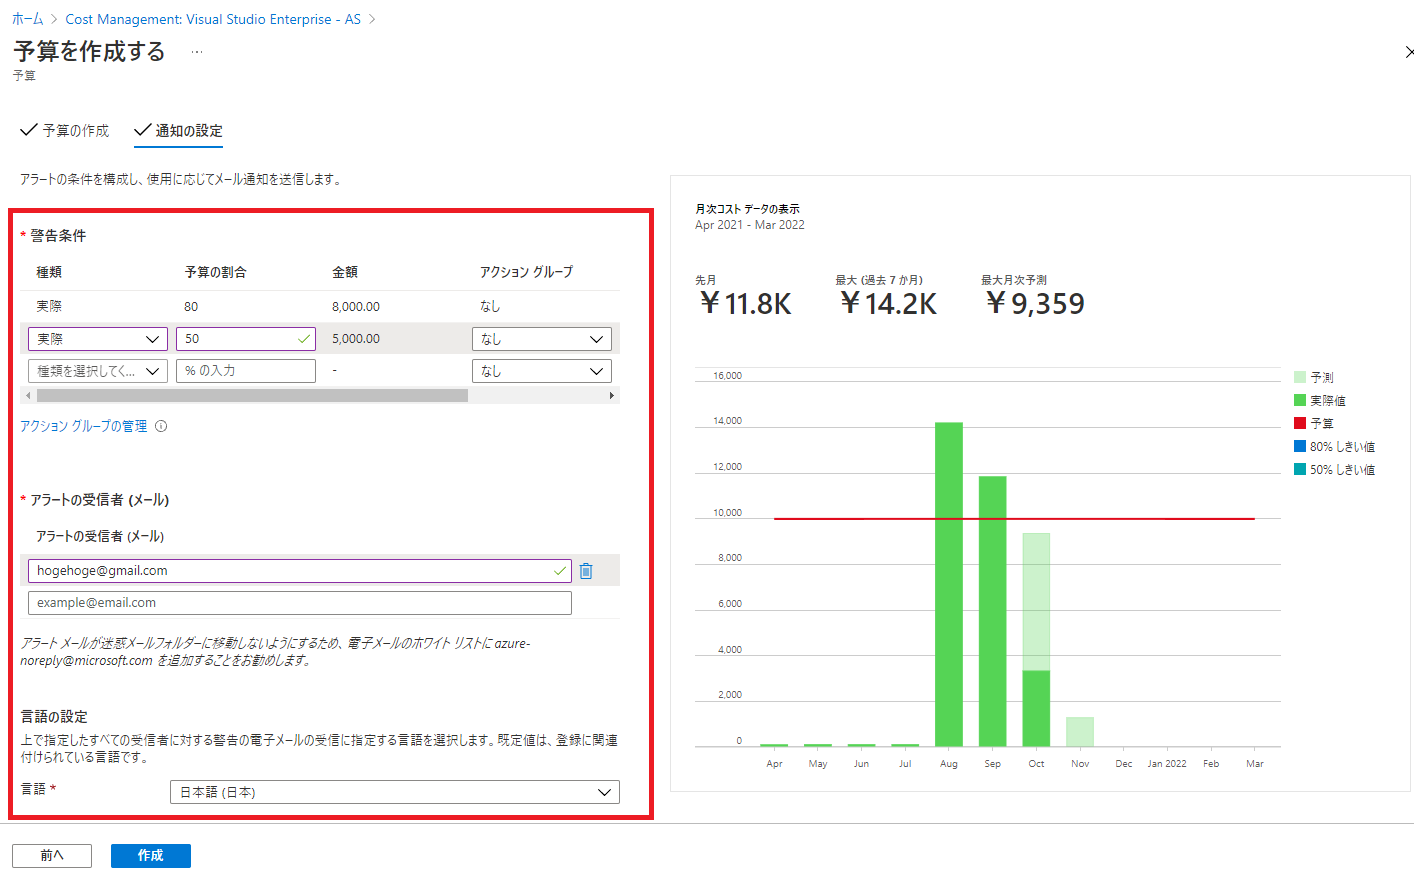 ホーム > Cost Management: Visual Studio Enterprise - AS >
予算を作成する …
予算
予算の作成
通知の設定
アラートの条件を構成し、使用に応じてメール通知を送信します。
* 警告条件
種類 予算の割合 金額 アクション グループ
実際 80 8,000.00 なし
実際 50 5,000.00 なし
種類を選択してく... % の入力 - なし
アクション グループの管理
* アラートの受信者 (メール)
アラートの受信者 (メール)
hogehoge@gmail.com
example@email.com
アラート メールが迷惑メールフォルダーに移動しないようにするため、電子メールのホワイト リストに azure-
noreply@microsoft.com を追加することをお勧めします。
言語の設定
上で指定したすべての受信者に対する警告の電子メールの受信に指定する言語を選択します。既定値は、登録に関連
付けられている言語です。
言語 * 日本語 (日本)
前へ 作成
月次コスト データの表示
Apr 2021 - Mar 2022
先月 最大 (過去 7 か月) 最大月次予測
￥11.8K ￥14.2K ￥9,359
16,000
14,000
12,000
10,000
8,000
6,000
4,000
2,000
0
Apr May Jun Jul Aug Sep Oct Nov Dec Jan 2022 Feb Mar
予測
実際値
予算
80% しきい値
50% しきい値